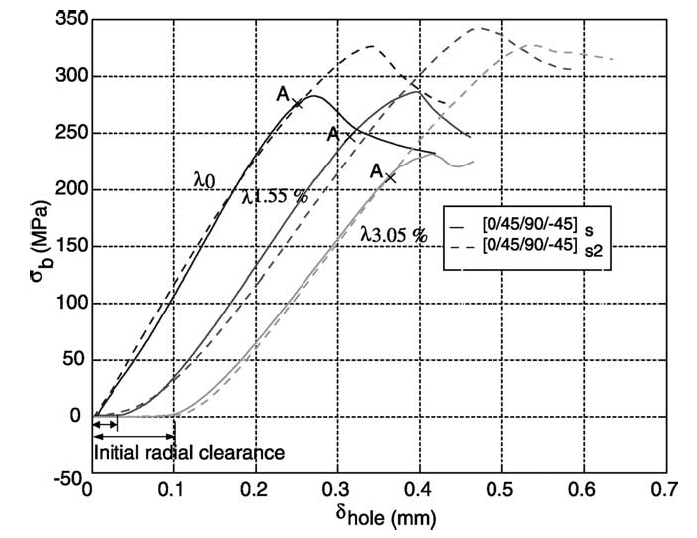 350
300
250
200
150
100
50
0
-50
σb (MPa)
A
A
A
λ0
λ1.55 %
λ3.05 %
[0/45/90/-45] s
[0/45/90/-45] s2
Initial radial clearance
0 0.1 0.2 0.3 0.4 0.5 0.6 0.7
δhole (mm)